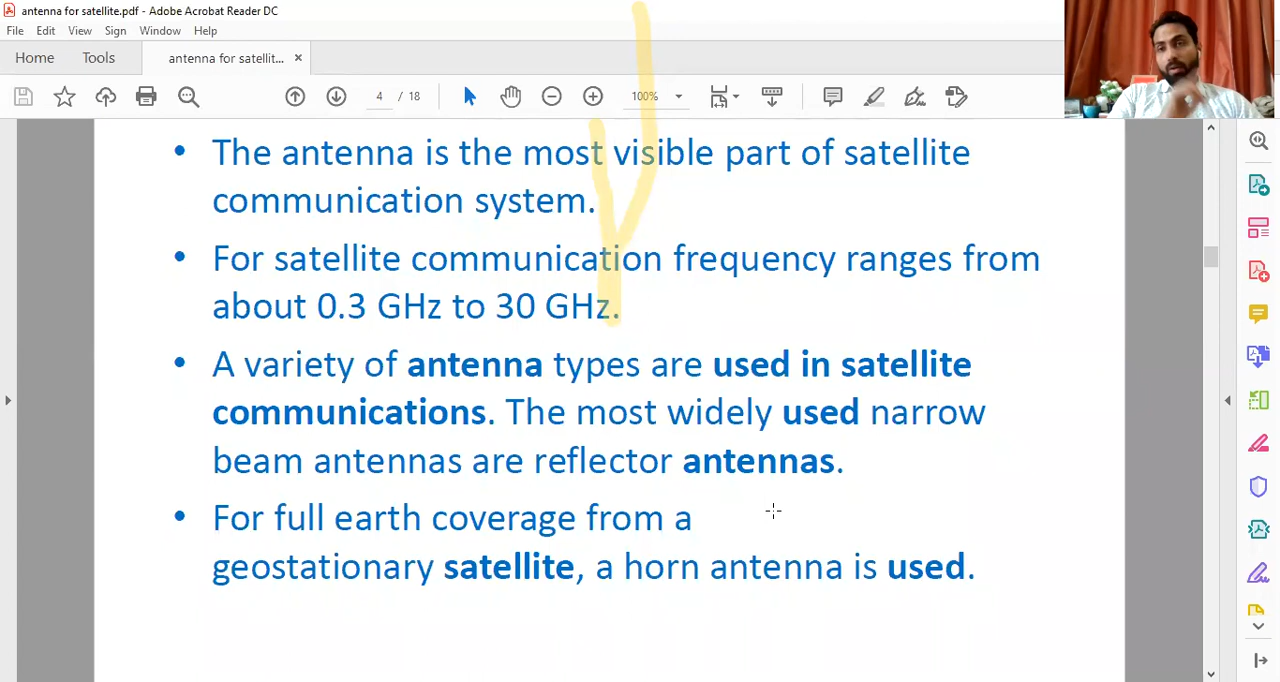 antenna for satellite.pdf - Adobe Acrobat Reader DC
File Edit View Sign Window Help
Home Tools antenna for satellit... ×
4 / 18 100%
• The antenna is the most visible part of satellite
communication system.
• For satellite communication frequency ranges from
about 0.3 GHz to 30 GHz.
• A variety of antenna types are used in satellite
communications. The most widely used narrow
beam antennas are reflector antennas.
• For full earth coverage from a
geostationary satellite, a horn antenna is used.